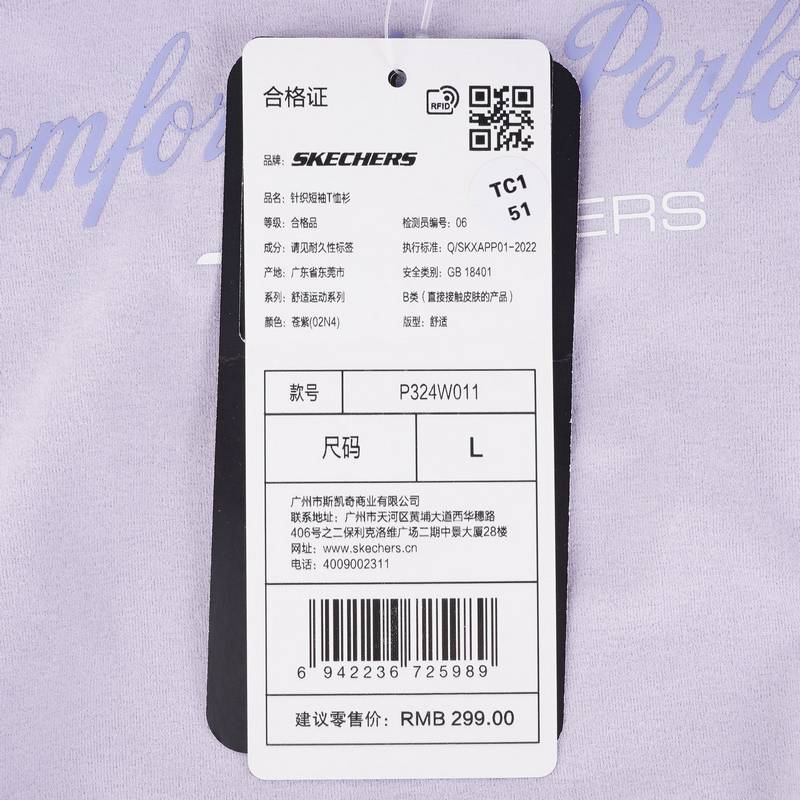 Comfor
Perfo
ERS
合格证
RFID
品牌: SKECHERS
TC1
51
品名: 针织短袖T恤衫
等级: 合格品 检测员编号: 06
成分: 请见耐久性标签 执行标准: Q/SKXAPP01-2022
产地: 广东省东莞市 安全类别: GB 18401
系列: 舒适运动系列 B类(直接接触皮肤的产品)
颜色: 苍紫(02N4) 版型: 舒适
款号 P324W011
尺码 L
广州市斯凯奇商业有限公司
联系地址: 广州市天河区黄埔大道西华穗路
406号之二保利克洛维广场二期中景大厦28楼
网址: www.skechers.cn
电话: 4009002311
6 942236 725989
建议零售价: RMB 299.00